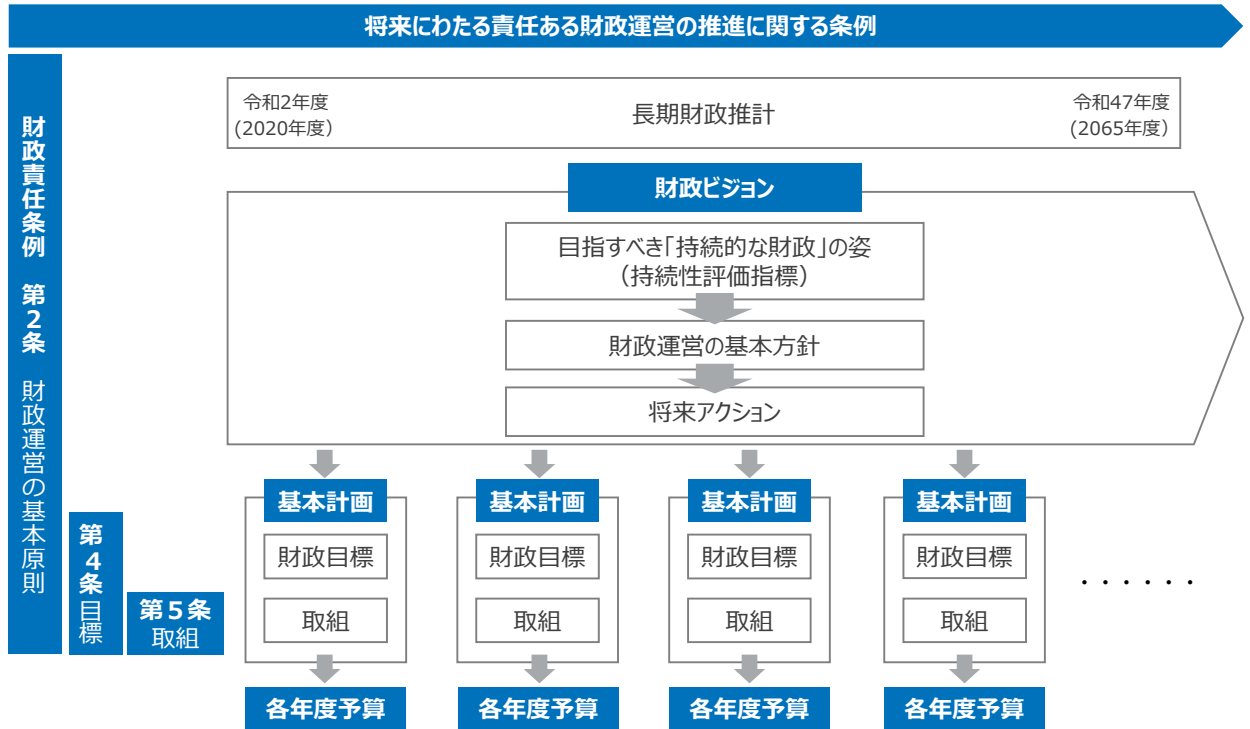 将来にわたる責任ある財政運営の推進に関する条例
財政責任条例 第2条 財政運営の基本原則
第4条 目標
第5条
取組
令和2年度
(2020年度)
長期財政推計
令和47年度
(2065年度)
財政ビジョン
目指すべき「持続的な財政」の姿
(持続性評価指標)
財政運営の基本方針
将来アクション
基本計画
財政目標
取組
各年度予算
基本計画
財政目標
取組
各年度予算
基本計画
財政目標
取組
各年度予算
基本計画
財政目標
取組
各年度予算
・・・・・・